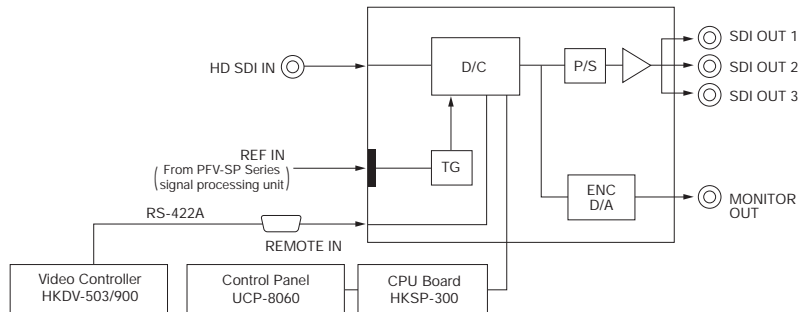 HD SDI IN
D/C
P/S
SDI OUT 1
SDI OUT 2
SDI OUT 3
REF IN
(From PFV-SP Series
signal processing unit)
TG
ENC
D/A
MONITOR
OUT
RS-422A
REMOTE IN
Video Controller
HKDV-503/900
Control Panel
UCP-8060
CPU Board
HKSP-300